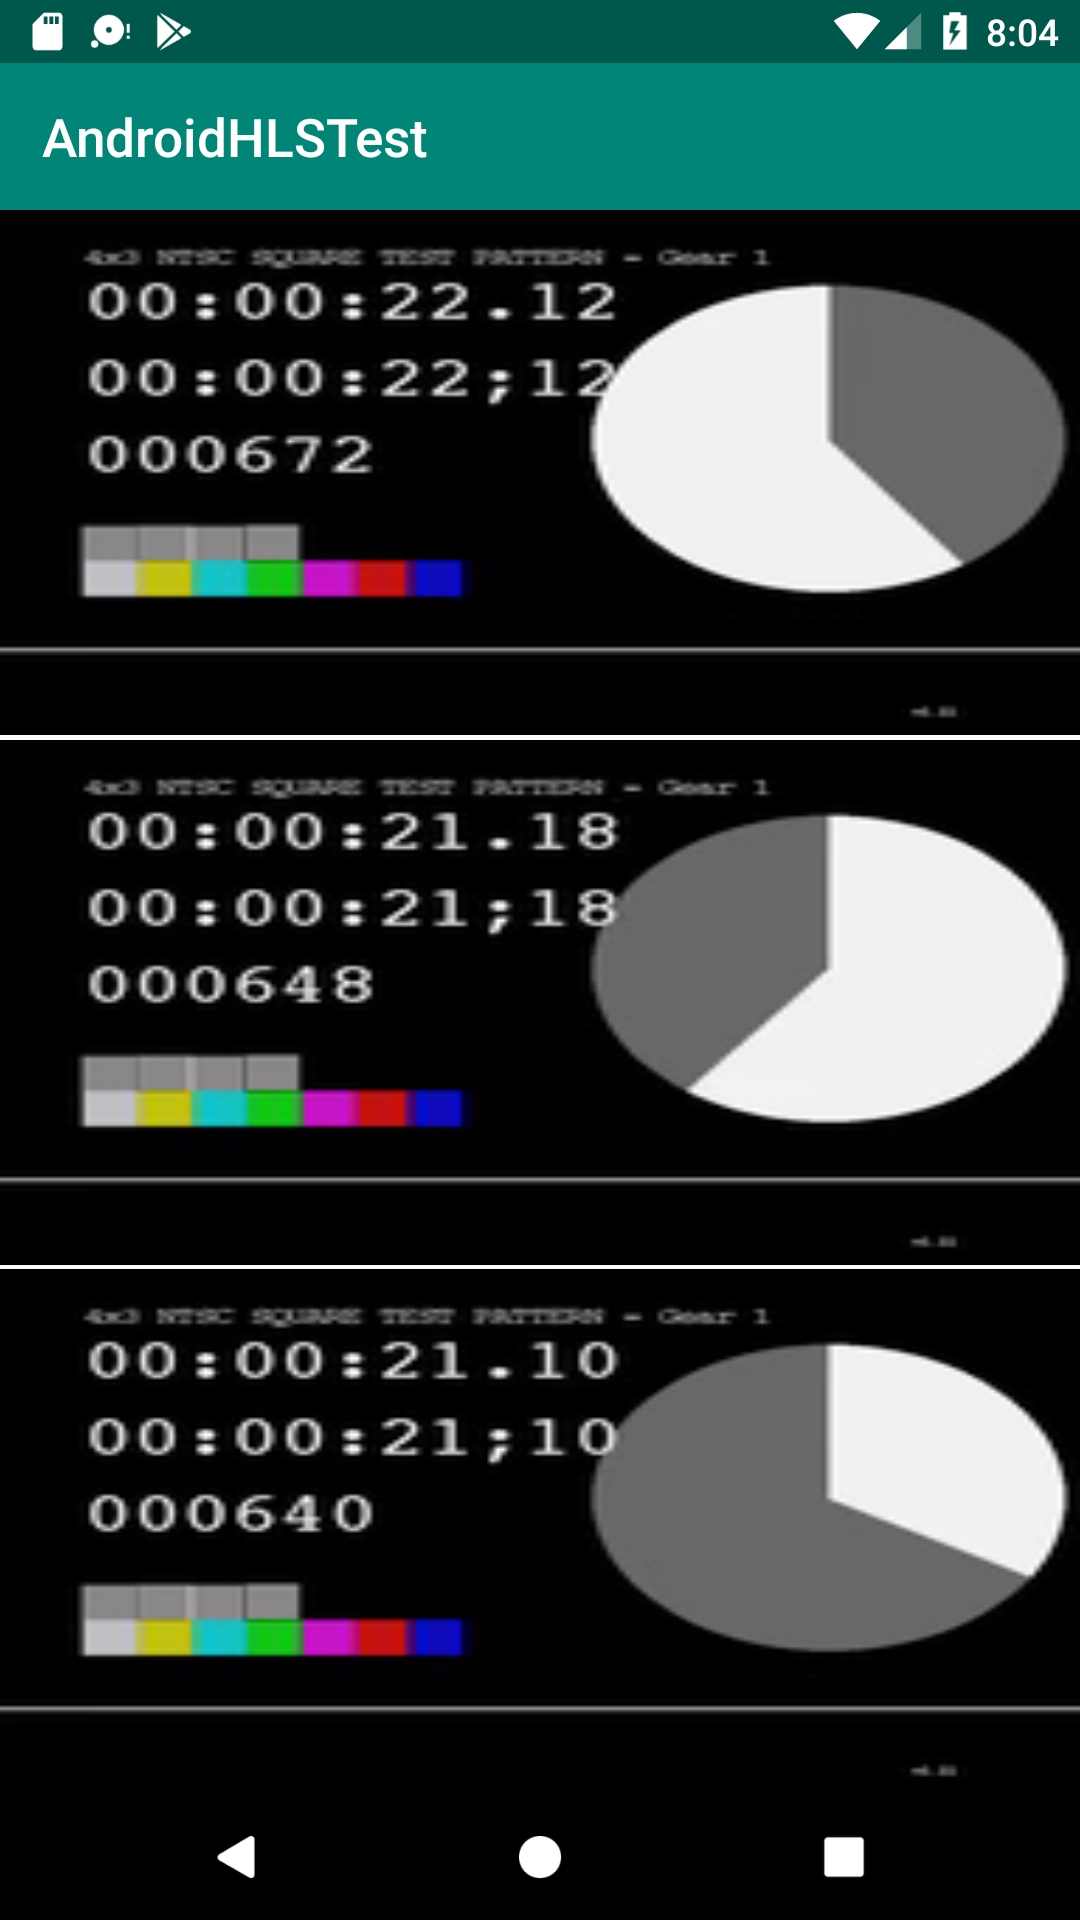 8:04
AndroidHLSTest
4x3 NTSC SQUARE TEST PATTERN - Gear 1
00:00:22.12
00:00:22;12
000672
4x3 NTSC SQUARE TEST PATTERN - Gear 1
00:00:21.18
00:00:21;18
000648
4x3 NTSC SQUARE TEST PATTERN - Gear 1
00:00:21.10
00:00:21;10
000640